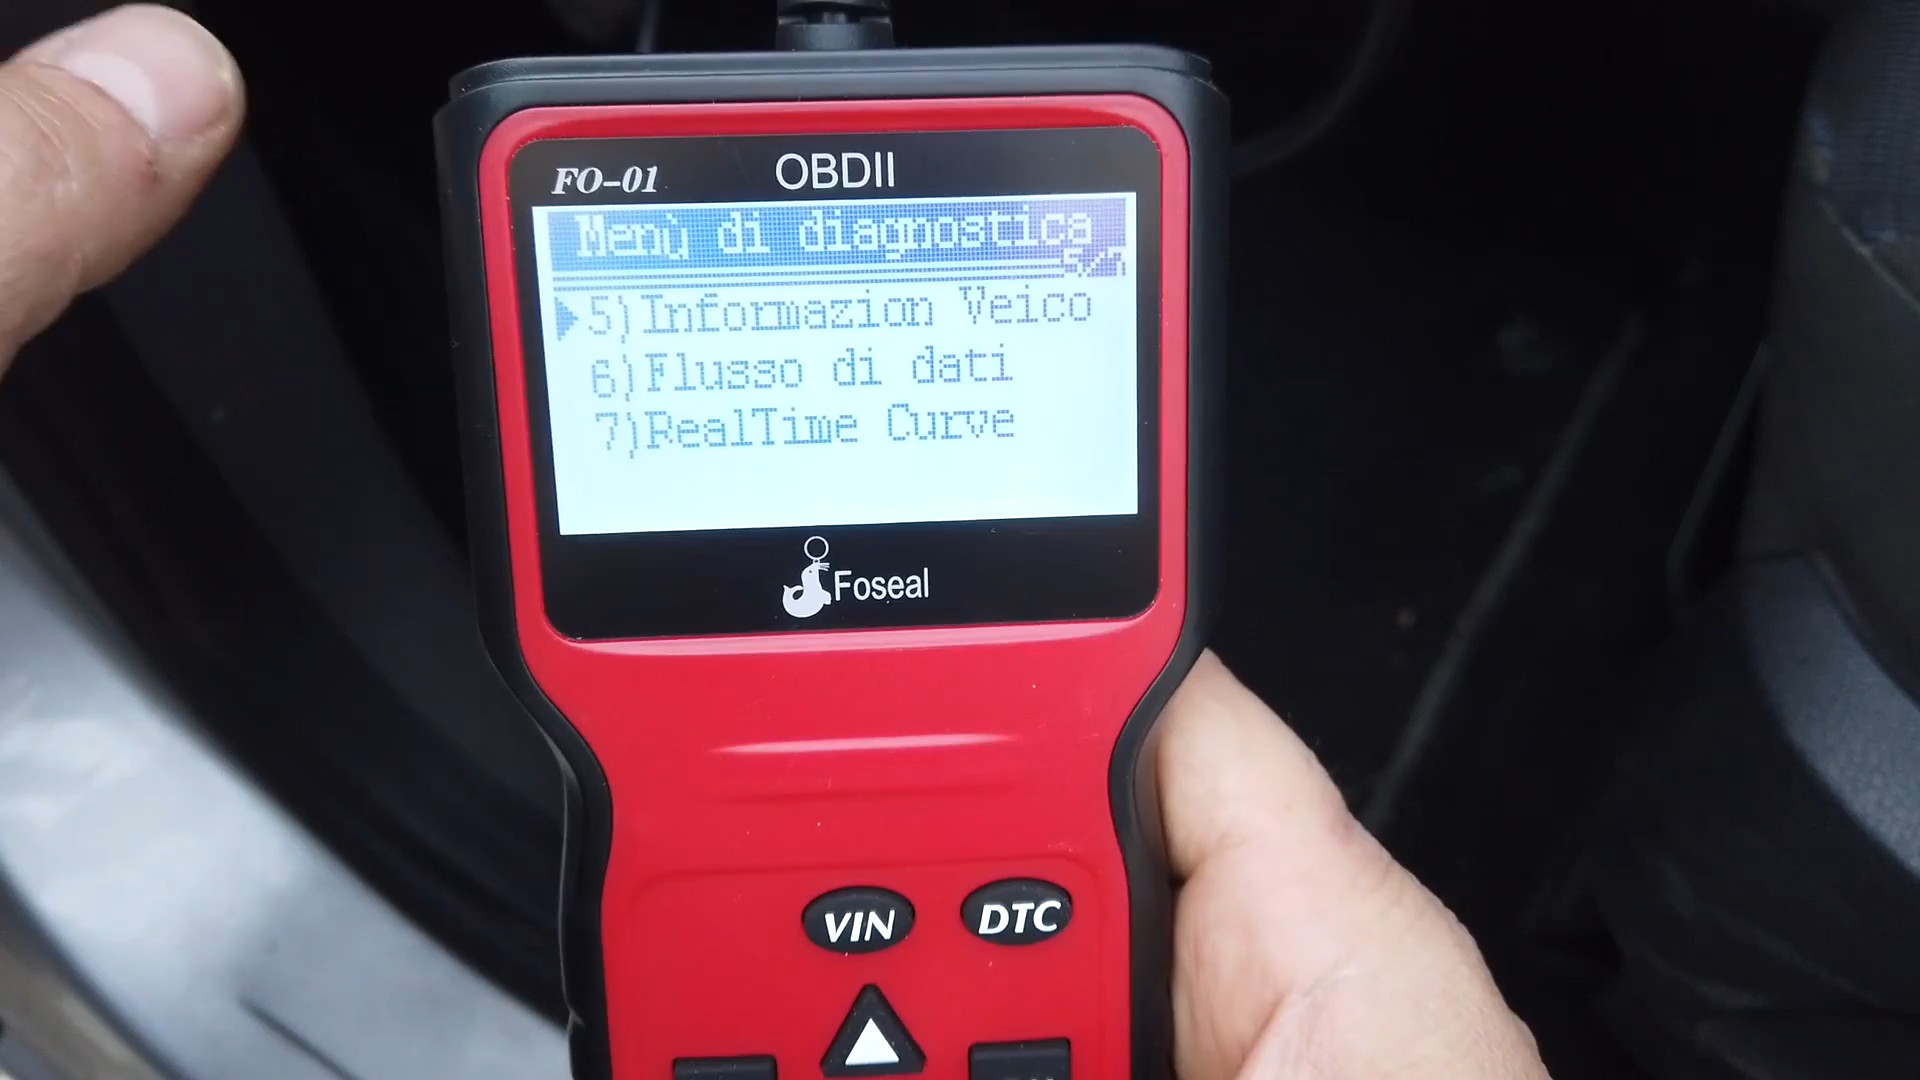 FO-01 OBDII
Menù di diagnostica
5)Informazion Veico
6)Flusso di dati
7)RealTime Curve
Foseal
VIN DTC